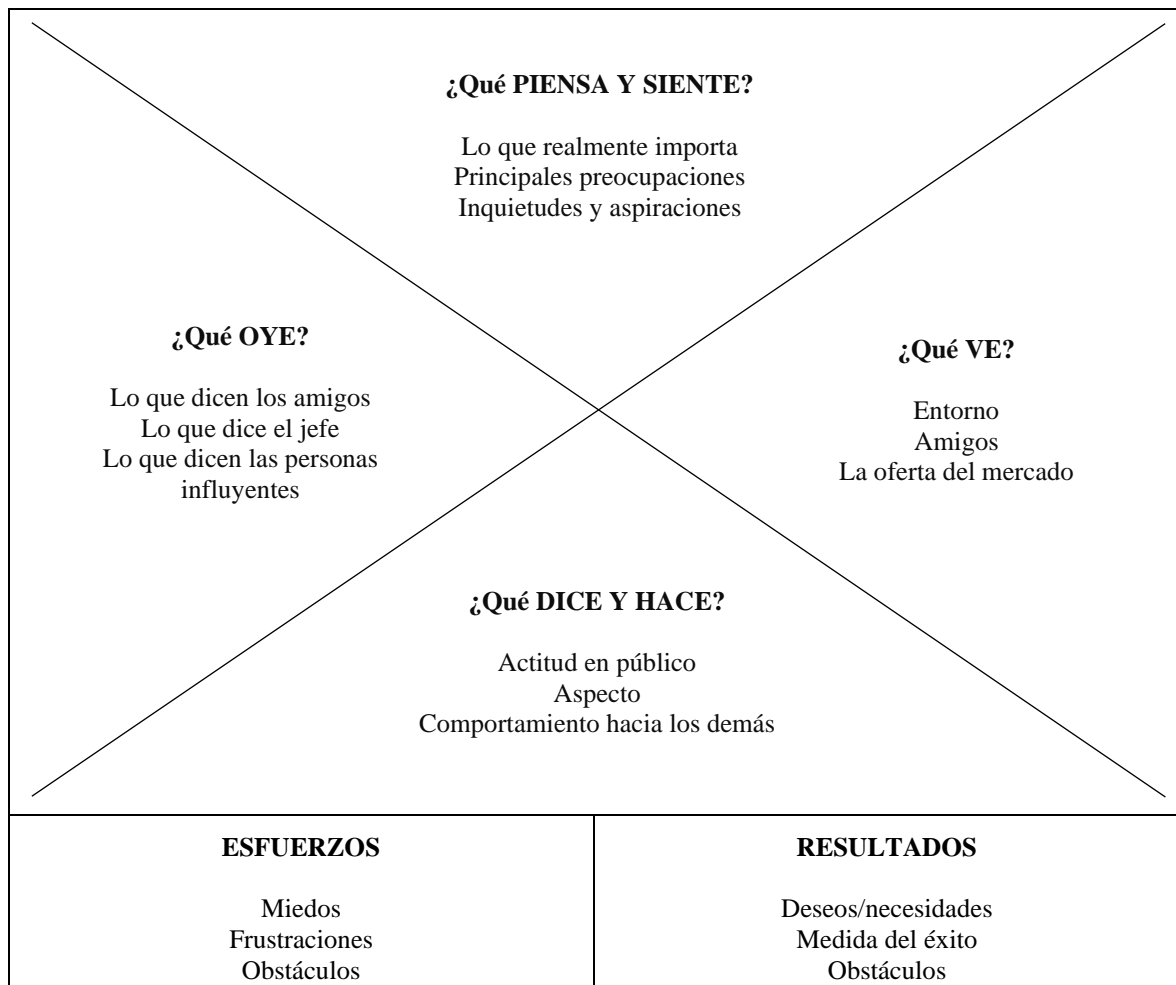 ¿Qué PIENSA Y SIENTE?
Lo que realmente importa
Principales preocupaciones
Inquietudes y aspiraciones
¿Qué OYE?
Lo que dicen los amigos
Lo que dice el jefe
Lo que dicen las personas
influyentes
¿Qué VE?
Entorno
Amigos
La oferta del mercado
¿Qué DICE Y HACE?
Actitud en público
Aspecto
Comportamiento hacia los demás
ESFUERZOS
Miedos
Frustraciones
Obstáculos
RESULTADOS
Deseos/necesidades
Medida del éxito
Obstáculos